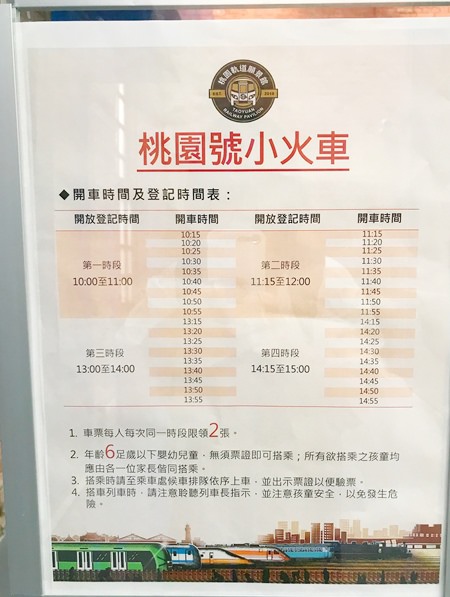 桃園軌道願景館
TAOYUAN
RAILWAY PAVILION
桃園號小火車
◆開車時間及登記時間表：
開放登記時間 開車時間 開放登記時間 開車時間
第一時段
10:00至11:00
10:15
10:20
10:25
10:30
10:35
10:40
10:45
10:50
10:55
第二時段
11:15至12:00
11:15
11:20
11:25
11:30
11:35
11:40
11:45
11:50
11:55
第三時段
13:00至14:00
13:15
13:20
13:25
13:30
13:35
13:40
13:45
13:50
13:55
第四時段
14:15至15:00
14:15
14:20
14:25
14:30
14:35
14:40
14:45
14:50
14:55
1. 車票每人每次同一時段限領2張。
2. 年齡6足歲以下嬰幼兒童，無須票證即可搭乘；所有欲搭乘之孩童均
應由各一位家長偕同搭乘。
3. 搭乘時請至乘車處候車排隊依序上車，並出示票證以便驗票。
4. 搭車列車時，請注意聆聽列車長指示，並注意孩童安全，以免發生危
險。